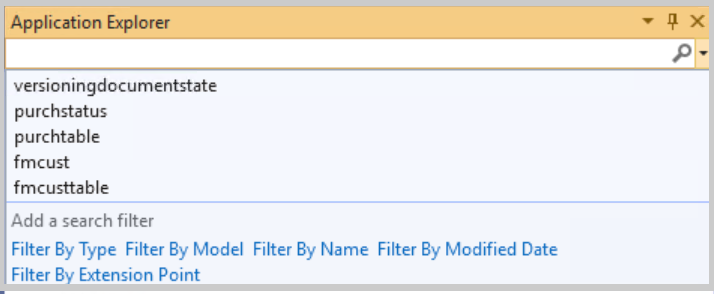 Application Explorer
versioningdocumentstate
purchstatus
purchtable
fmcust
fmcusttable
Add a search filter
Filter By Type Filter By Model Filter By Name Filter By Modified Date
Filter By Extension Point